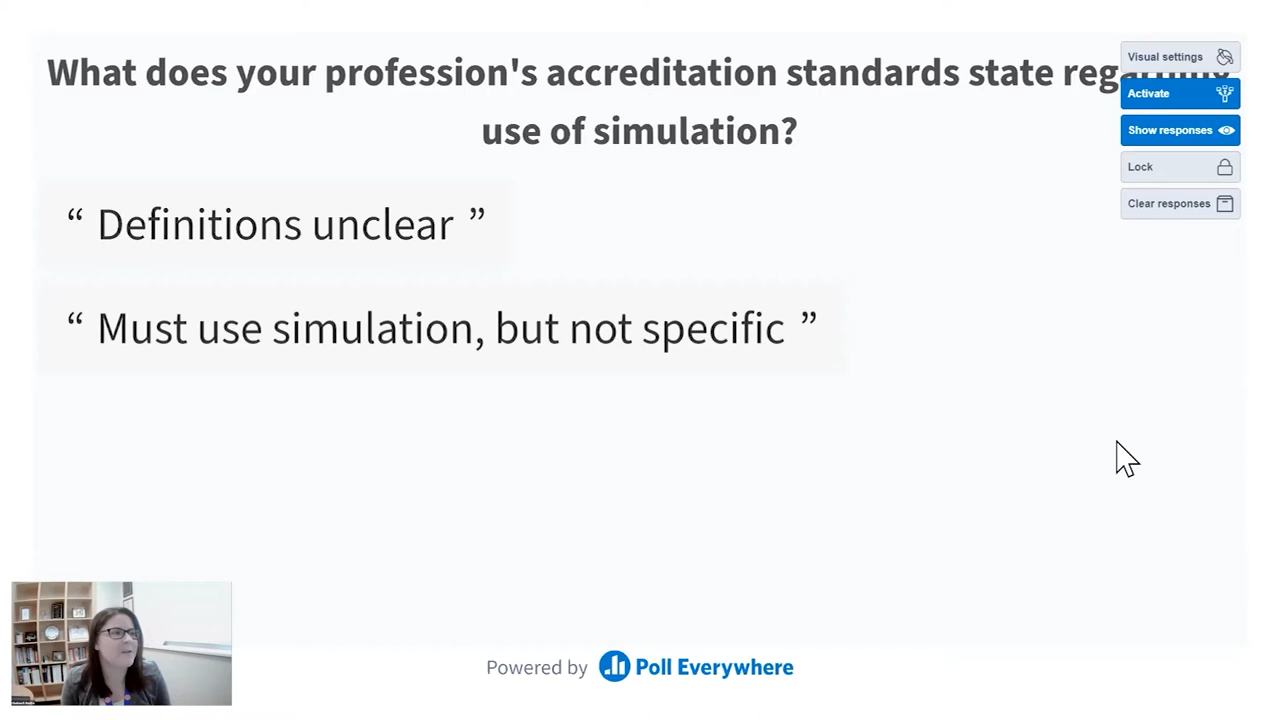 What does your profession's accreditation standards state
use of simulation?
Visual settings
Activate
Show responses
Lock
Clear responses
“ Definitions unclear ”
“ Must use simulation, but not specific ”
Powered by Poll Everywhere